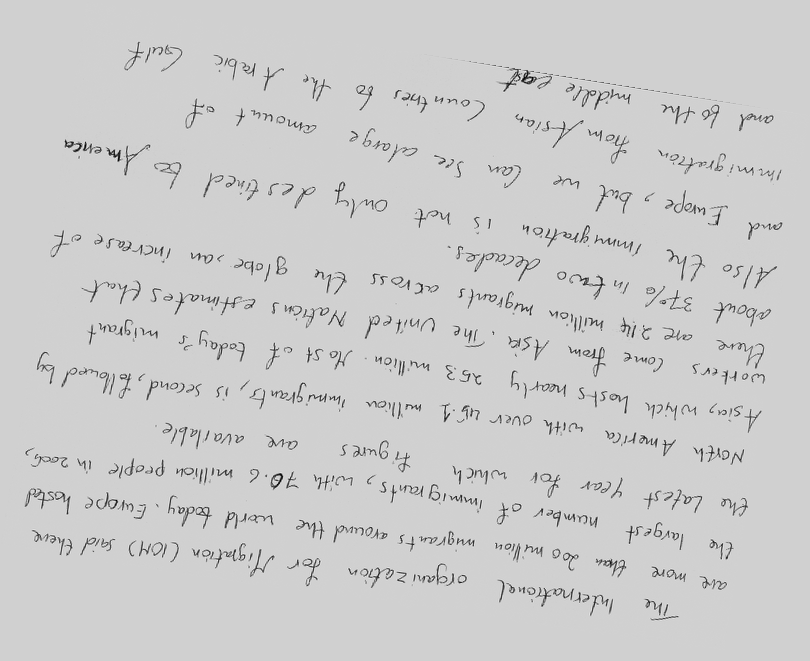 The International organization for Migration (IOM) said there
are more than 200 million migrants around the world today. Europe hosted
the largest number of immigrants, with 70.6 million people in 2005,
the Latest year for which figures are available.
North America with over 45.1 million immigrants, is second, followed by
Asia, which hosts nearly 25.3 million. Most of today's migrant
workers come from Asia. The United Nations estimates that
there are 214 million migrants across the globe, an increase of
about 37% in two decades.
Also the immigration is not only destined to America
and Europe, but we can see alarge amount of
immigration from Asian Countries to the Arabic Gulf
and to the middle east